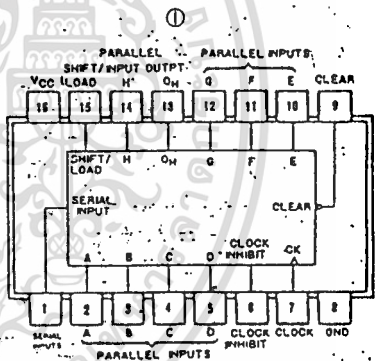 ①
PARALLEL PARALLEL INPUTS
SHIFT/INPUT OUTPT
VCC LOAD H QH G F E CLEAR
16 15 14 13 12 11 10 9
SHIFT/ H QH G F E
LOAD
SERIAL
INPUT
CLEAR
CLOCK
INHIBIT
A B C D CK
1 2 3 4 5 6 7 8
SERIAL INPUTS A B C D CLOCK INHIBIT CLOCK GND
PARALLEL INPUTS